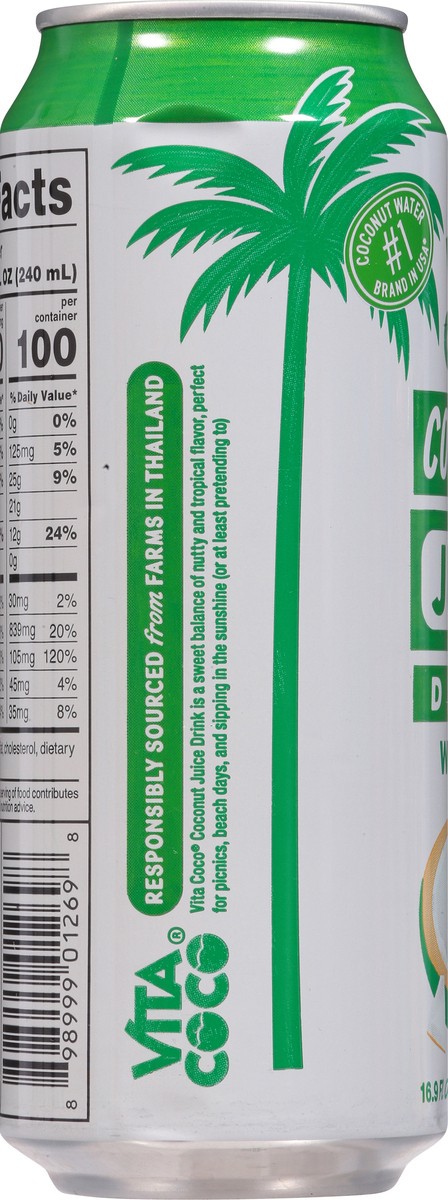 acts
OZ (240 mL)
per
container
100
% Daily Value*
0g 0%
125mg 5%
25g 9%
21g
12g 24%
0g
30mg 2%
839mg 20%
105mg 120%
45mg 4%
35mg 8%
cholesterol, dietary
serving of food contributes
nutrition advice.
8 98999 01269 8
RESPONSIBLY SOURCED from FARMS IN THAILAND
Vita Coco® Coconut Juice Drink is a sweet balance of nutty and tropical flavor, perfect
for picnics, beach days, and sipping in the sunshine (or at least pretending to)
VITA
COCO®
COCONUT WATER
#1
BRAND IN USA*
CO
J
D
W
16.9 F